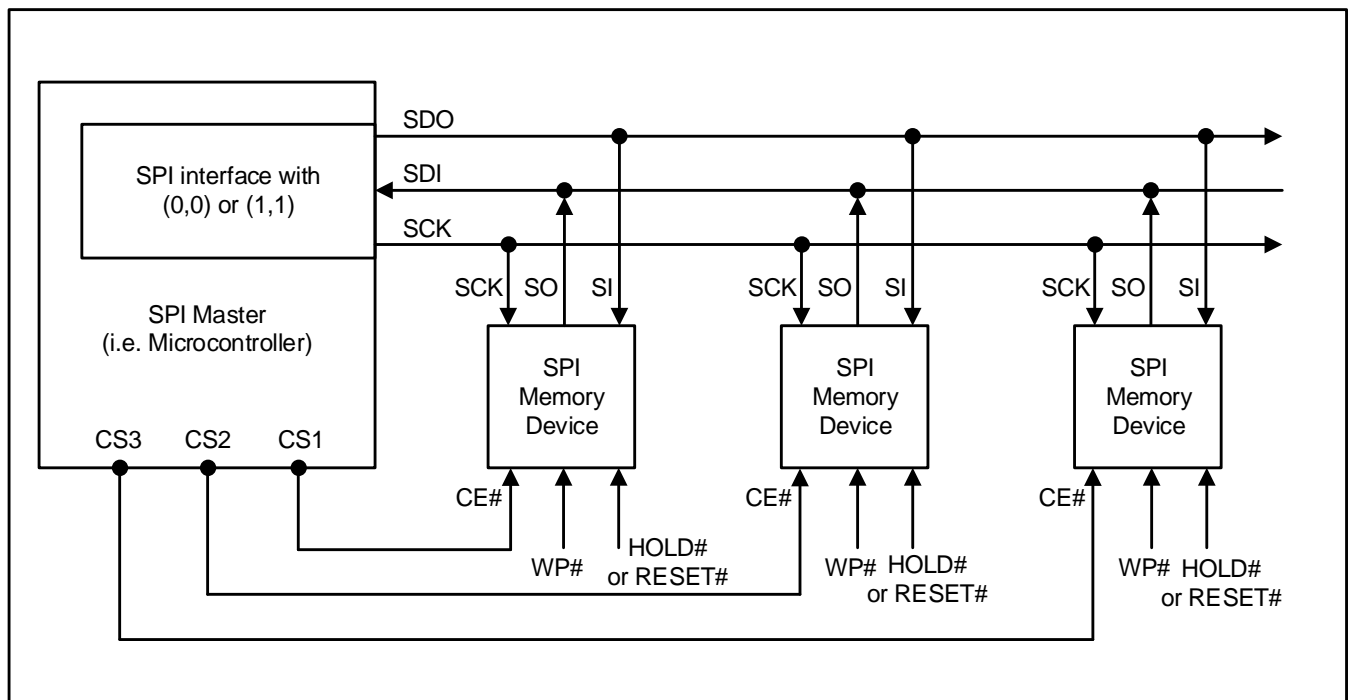 SDO
SPI interface with
(0,0) or (1,1)
SDI
SCK
SPI Master
(i.e. Microcontroller)
CS3
CS2
CS1
SCK
SO
SI
SPI
Memory
Device
CE#
WP#
HOLD#
or RESET#
SCK
SO
SI
SPI
Memory
Device
CE#
WP#
HOLD#
or RESET#
SCK
SO
SI
SPI
Memory
Device
CE#
WP#
HOLD#
or RESET#